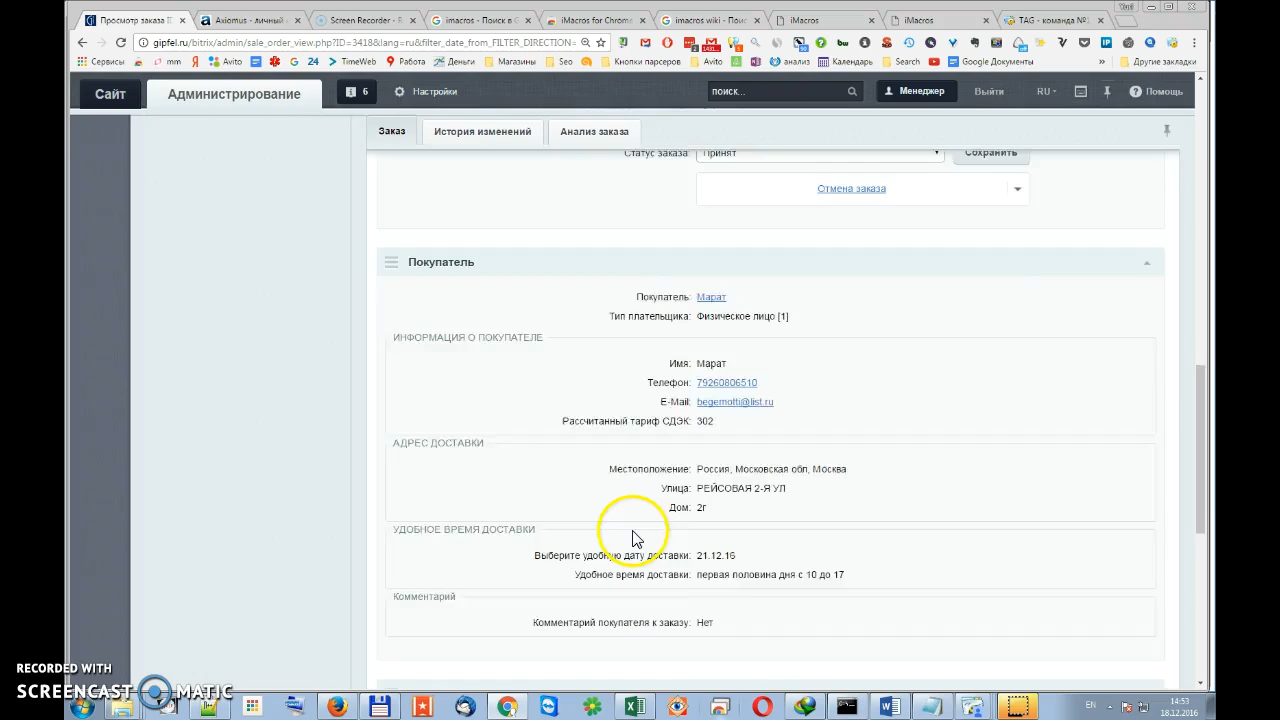 Просмотр заказа
Axiomus - личный
Screen Recorder - R
imacros - Поиск в G
iMacros for Chrome
imacros wiki - Поис
iMacros
iMacros
TAG - команда №1
gipfel.ru/bitrix/admin/sale_order_view.php?ID=3418&lang=ru&filter_date_from_FILTER_DIRECTION=
Сервисы
mm
Avito
24
TimeWeb
Работа
Деньги
Магазины
Seo
Кнопки парсеров
Avito
анализ
Календарь
Search
Google Документы
»
Другие закладки
Сайт
Администрирование
6
Настройки
поиск...
Менеджер
Выйти
RU
Помощь
Заказ
История изменений
Анализ заказа
Статус заказа: Принят
Сохранить
Отмена заказа
Покупатель
Покупатель: Марат
Тип плательщика: Физическое лицо [1]
ИНФОРМАЦИЯ О ПОКУПАТЕЛЕ
Имя: Марат
Телефон: 79260806510
E-Mail: begemotti@list.ru
Рассчитанный тариф СДЭК: 302
АДРЕС ДОСТАВКИ
Местоположение: Россия, Московская обл, Москва
Улица: РЕЙСОВАЯ 2-Я УЛ
Дом: 2г
УДОБНОЕ ВРЕМЯ ДОСТАВКИ
Выберите удобную дату доставки: 21.12.16
Удобное время доставки: первая половина дня с 10 до 17
Комментарий
Комментарий покупателя к заказу: Нет
RECORDED WITH
SCREENCAST MATIC
EN
14:53
18.12.2016